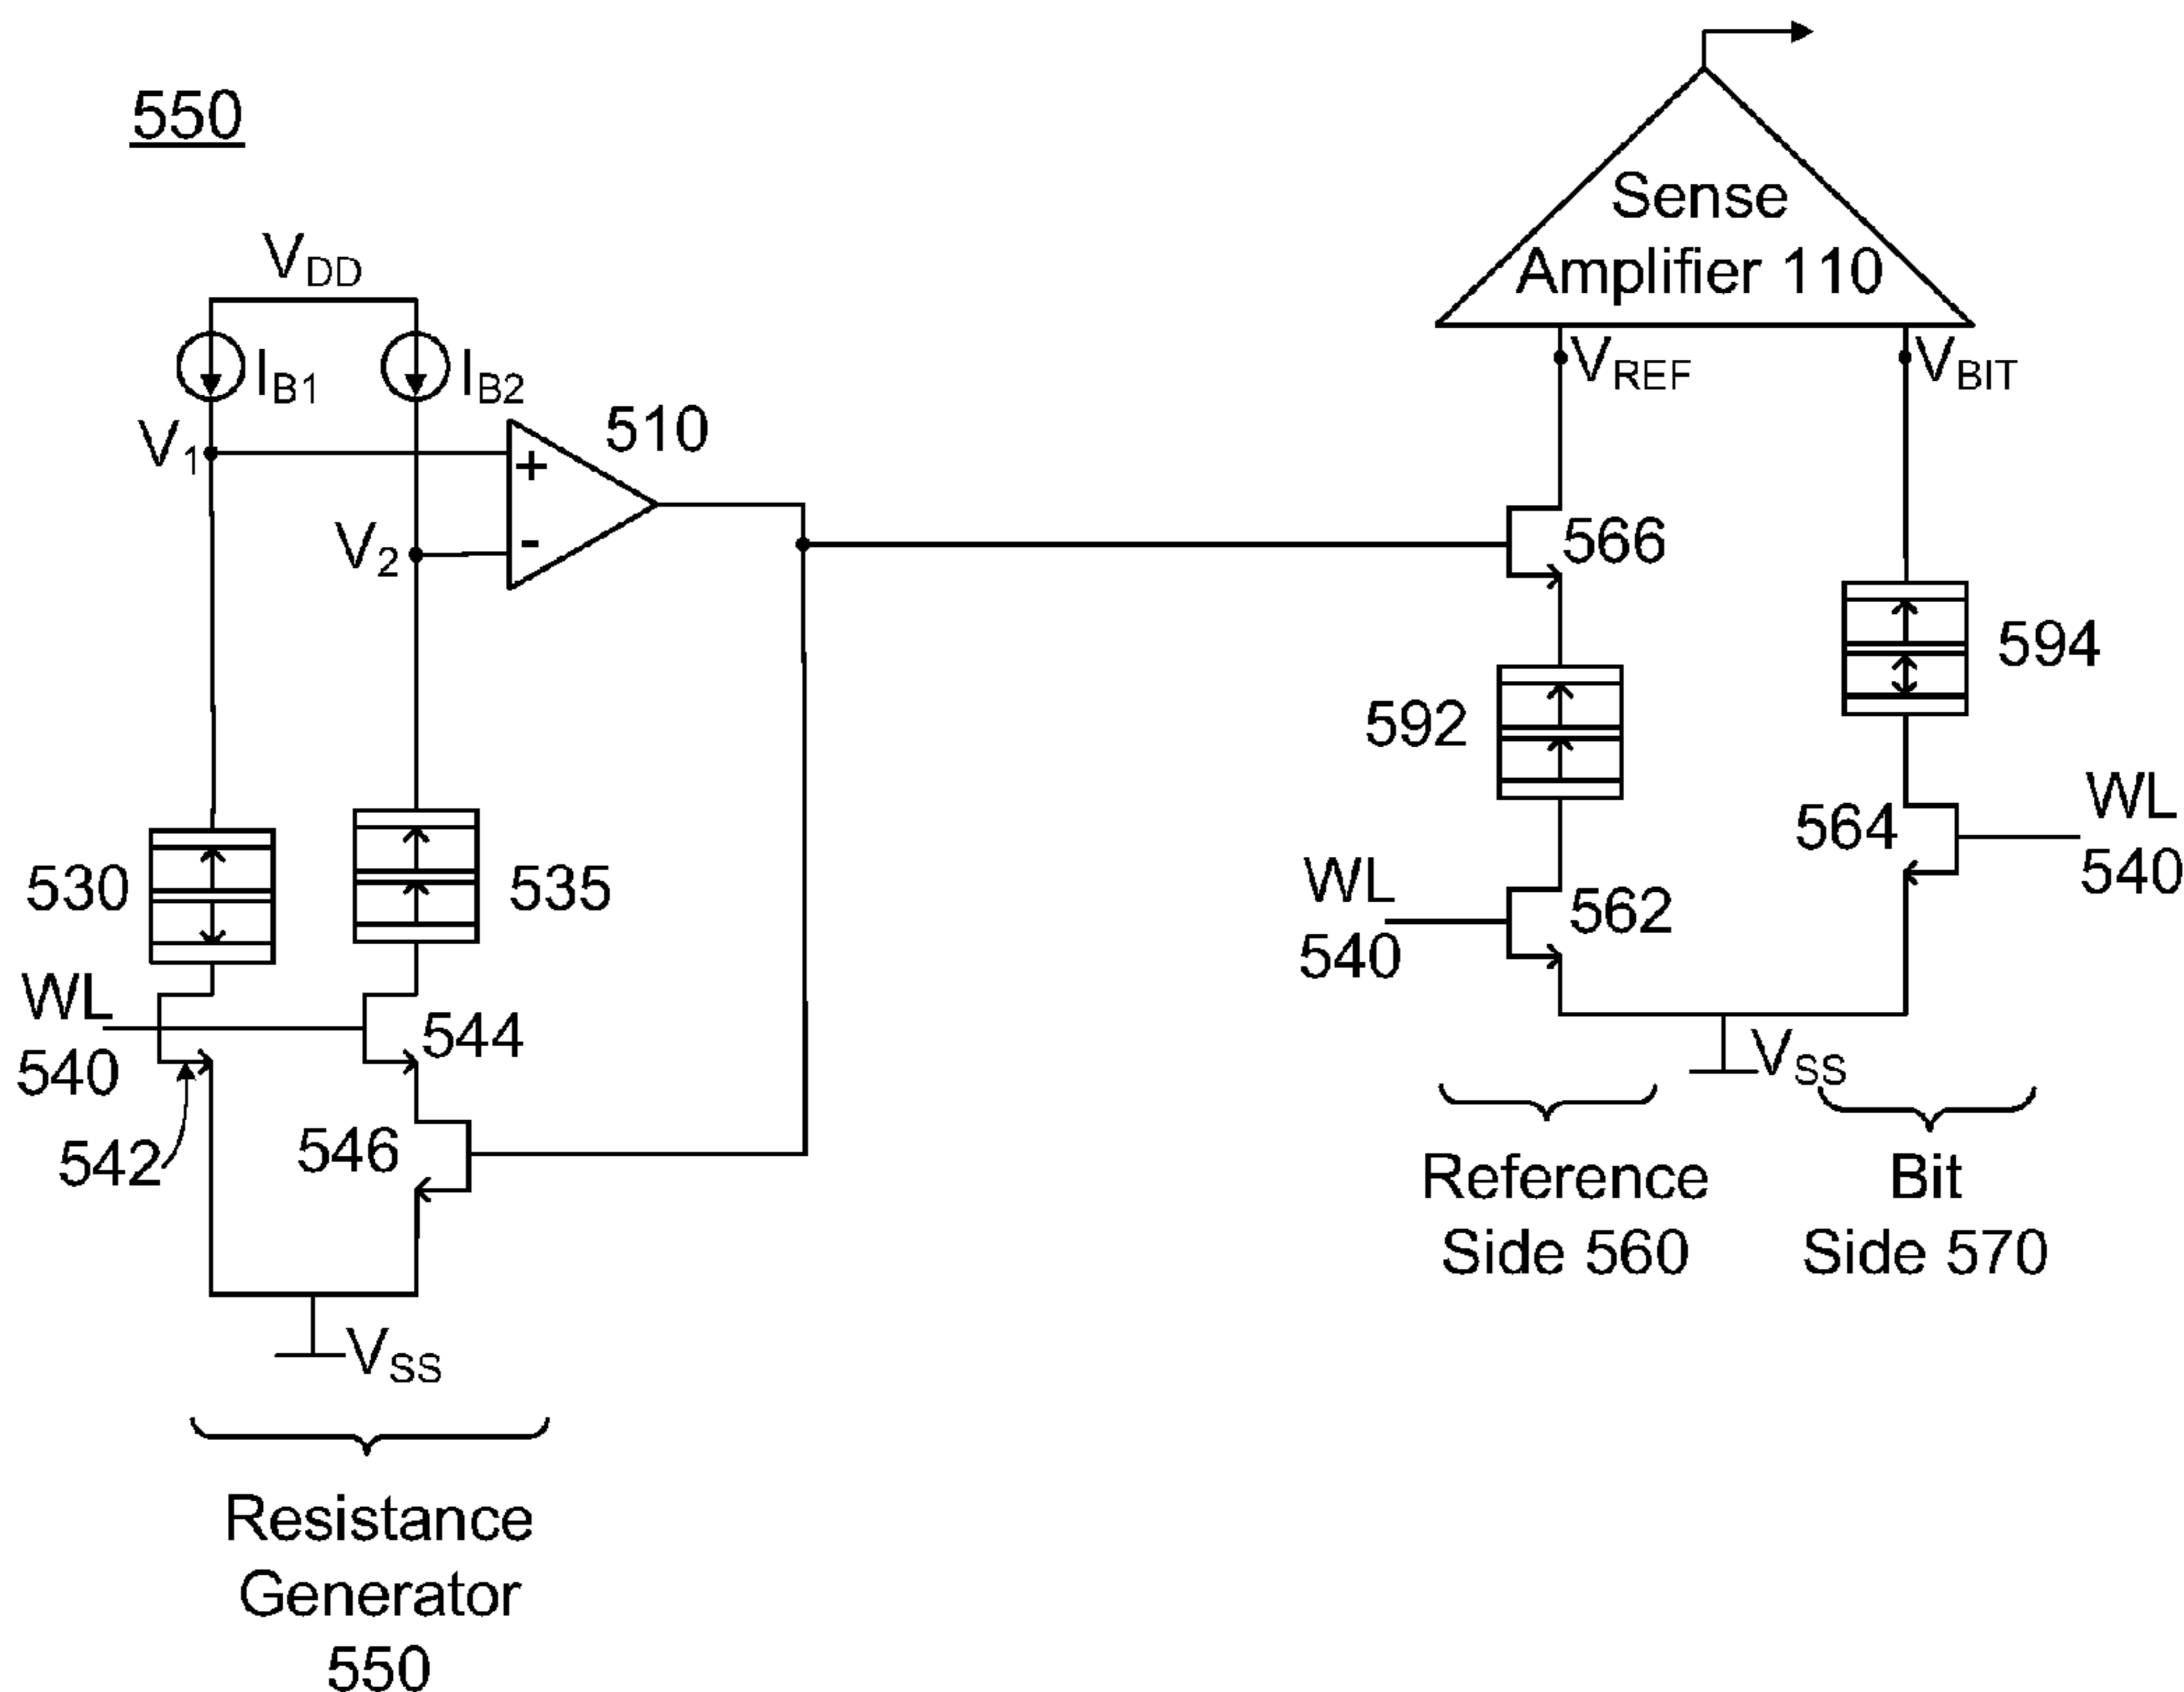 550
Sense
Amplifier 110
VDD
IB1
IB2
V1
V2
+
-
510
VREF
VBIT
566
594
592
530
535
WL
540
544
542
546
VSS
WL
540
562
564
WL
540
VSS
Reference
Side 560
Bit
Side 570
Resistance
Generator
550